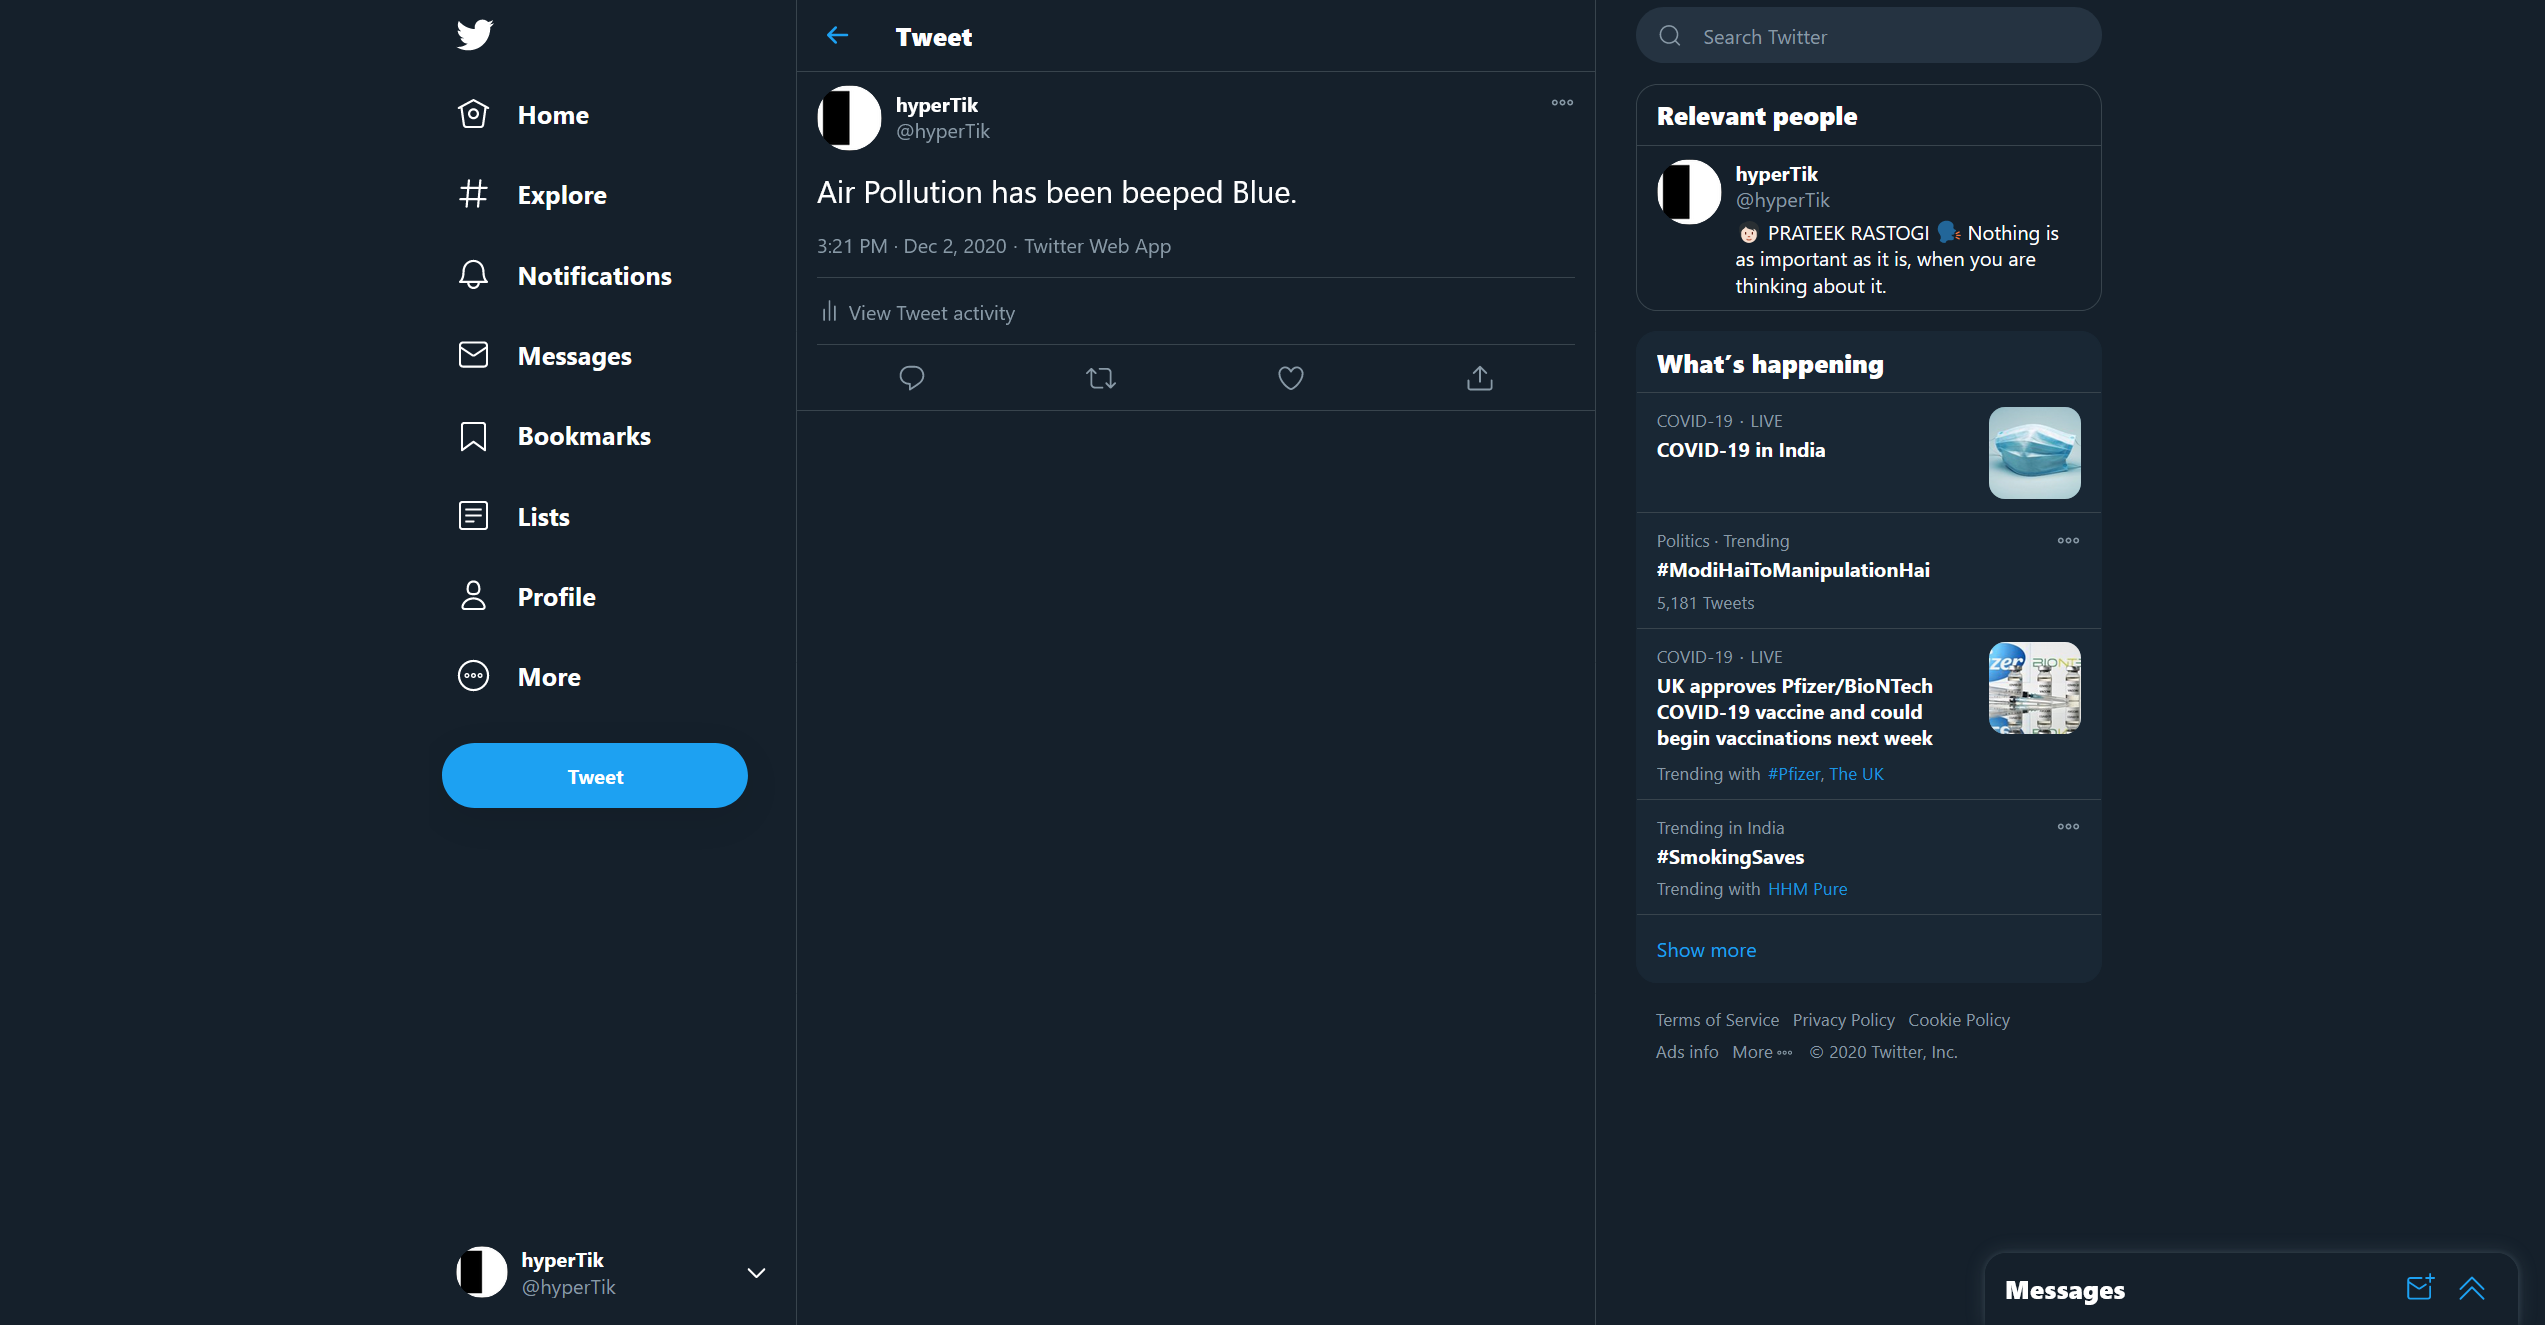 Home
Explore
Notifications
Messages
Bookmarks
Lists
Profile
More
Tweet
hyperTik
@hyperTik
Tweet
hyperTik
@hyperTik
Air Pollution has been beeped Blue.
3:21 PM · Dec 2, 2020 · Twitter Web App
View Tweet activity
Search Twitter
Relevant people
hyperTik
@hyperTik
PRATEEK RASTOGI Nothing is
as important as it is, when you are
thinking about it.
What's happening
COVID-19 · LIVE
COVID-19 in India
Politics · Trending
#ModiHaiToManipulationHai
5,181 Tweets
COVID-19 · LIVE
UK approves Pfizer/BioNTech
COVID-19 vaccine and could
begin vaccinations next week
Trending with #Pfizer, The UK
zer BIONT
Trending in India
#SmokingSaves
Trending with HHM Pure
Show more
Terms of Service Privacy Policy Cookie Policy
Ads info More © 2020 Twitter, Inc.
Messages